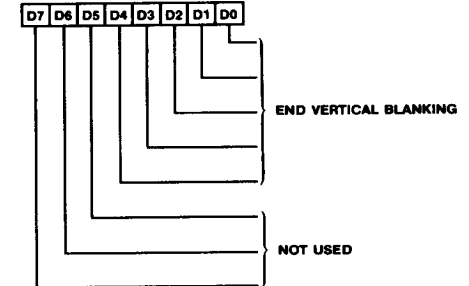 D7 D6 D5 D4 D3 D2 D1 D0
END VERTICAL BLANKING
NOT USED